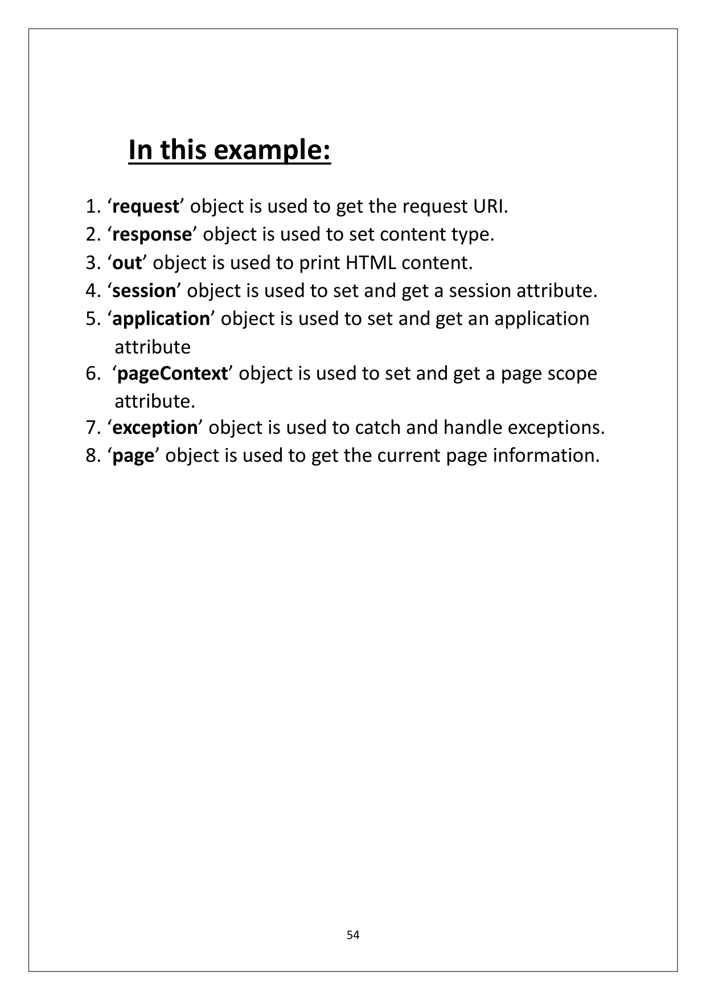 In this example:
1. ‘request’ object is used to get the request URI.
2. ‘response’ object is used to set content type.
3. ‘out’ object is used to print HTML content.
4. ‘session’ object is used to set and get a session attribute.
5. ‘application’ object is used to set and get an application
attribute
6. ‘pageContext’ object is used to set and get a page scope
attribute.
7. ‘exception’ object is used to catch and handle exceptions.
8. ‘page’ object is used to get the current page information.
54